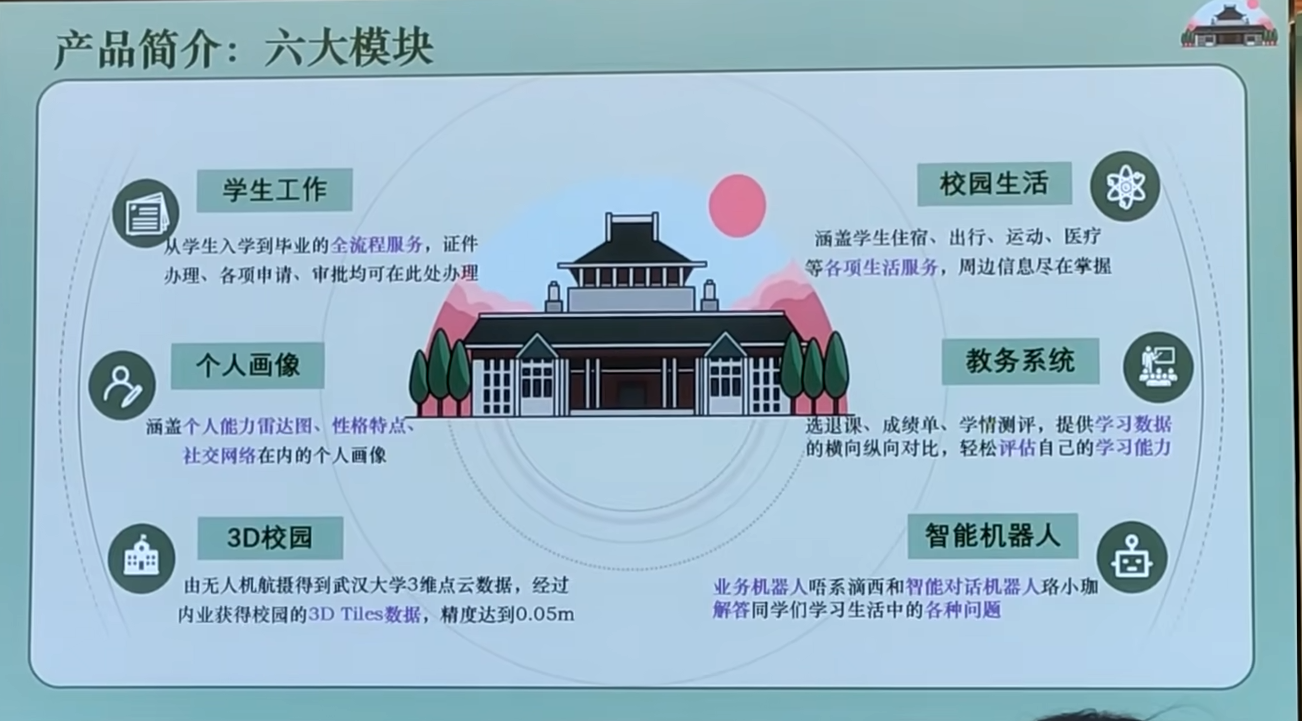 产品简介：六大模块
学生工作
从学生入学到毕业的全流程服务，证件
办理、各项申请、审批均可在此处办理
个人画像
涵盖个人能力雷达图、性格特点、
社交网络在内的个人画像
3D校园
由无人机航摄得到武汉大学3维点云数据，经过
内业获得校园的3D Tiles数据，精度达到0.05m
校园生活
涵盖学生住宿、出行、运动、医疗
等各项生活服务，周边信息尽在掌握
教务系统
选退课、成绩单、学情测评，提供学习数据
的横向纵向对比，轻松评估自己的学习能力
智能机器人
业务机器人唔系滴西和智能对话机器人珞小珈
解答同学们学习生活中的各种问题